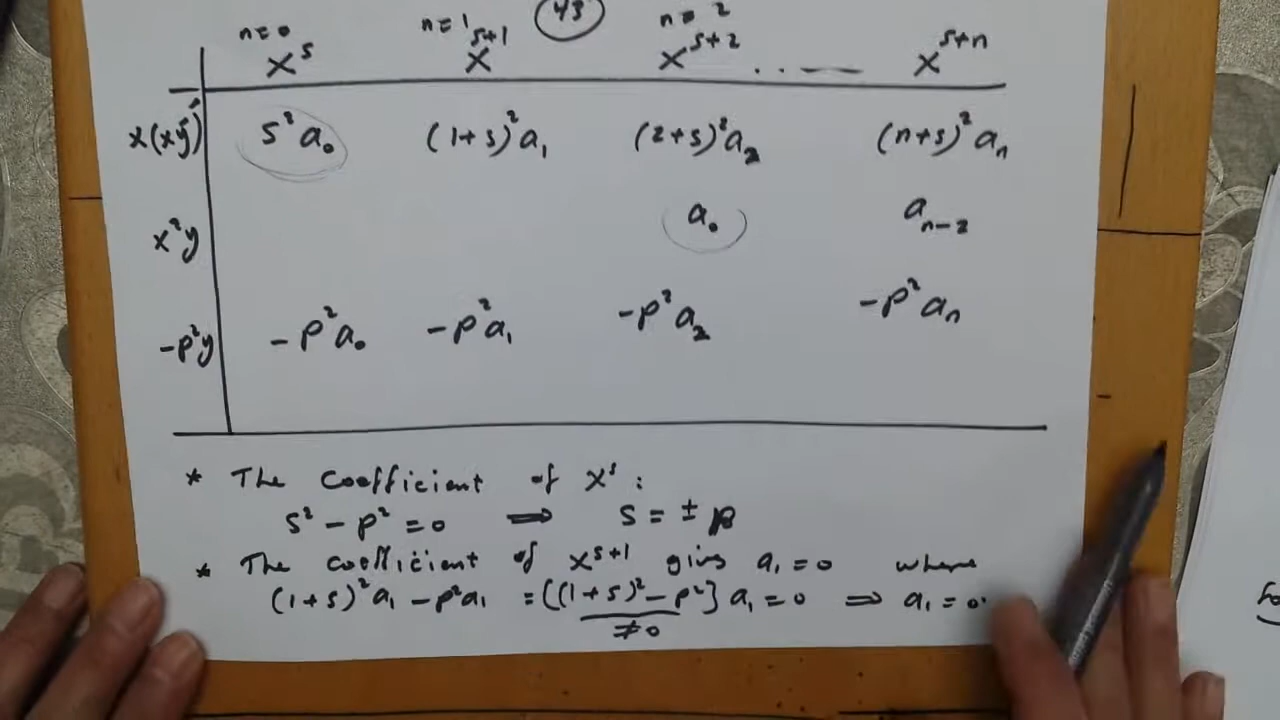 43
n=0 n=1 n=2
x^s x^{s+1} x^{s+2} ..—— x^{s+n}
x(xy')' s²a₀ (1+s)²a₁ (2+s)²a₂ (n+s)²aₙ
x²y a₀ a_{n-2}
-p²y -p²a₀ -p²a₁ -p²a₂ -p²aₙ
* The coefficient of x^s :
s² - p² = 0 ⟹ s = ± p
* The coefficient of x^{s+1} gives a₁ = 0 where
(1+s)²a₁ - p²a₁ = [(1+s)² - p²] a₁ = 0 ⟹ a₁ = 0.
≠0